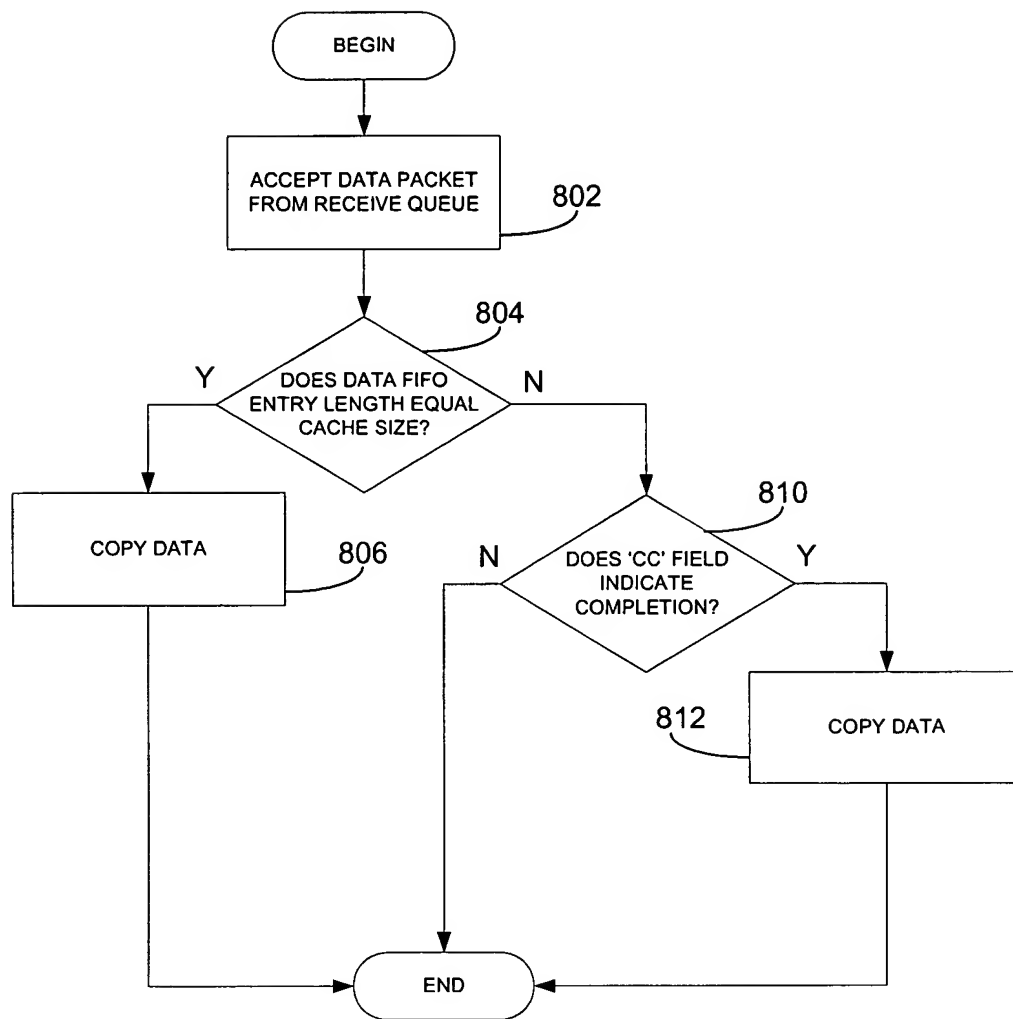 BEGIN
ACCEPT DATA PACKET
FROM RECEIVE QUEUE
802
804
Y
DOES DATA FIFO
ENTRY LENGTH EQUAL
CACHE SIZE?
N
COPY DATA
806
810
N
DOES 'CC' FIELD
INDICATE
COMPLETION?
Y
812
COPY DATA
END